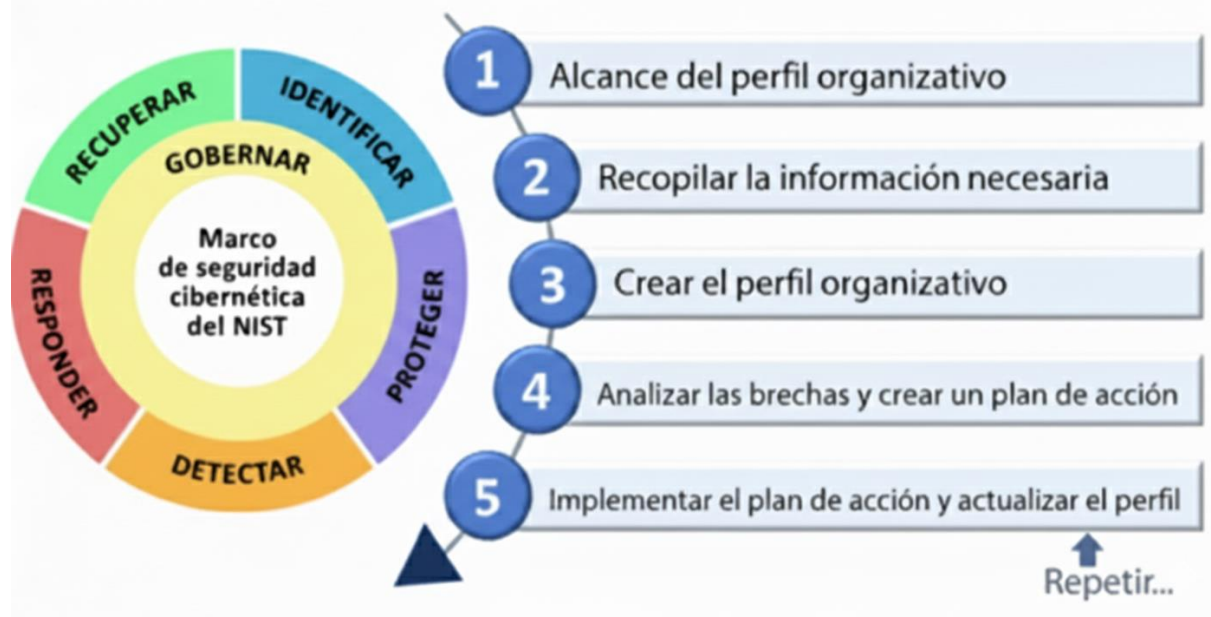 RECUPERAR
IDENTIFICAR
GOBERNAR
Marco
de seguridad
cibernética
del NIST
RESPONDER
PROTEGER
DETECTAR
1 Alcance del perfil organizativo
2 Recopilar la información necesaria
3 Crear el perfil organizativo
4 Analizar las brechas y crear un plan de acción
5 Implementar el plan de acción y actualizar el perfil
Repetir...